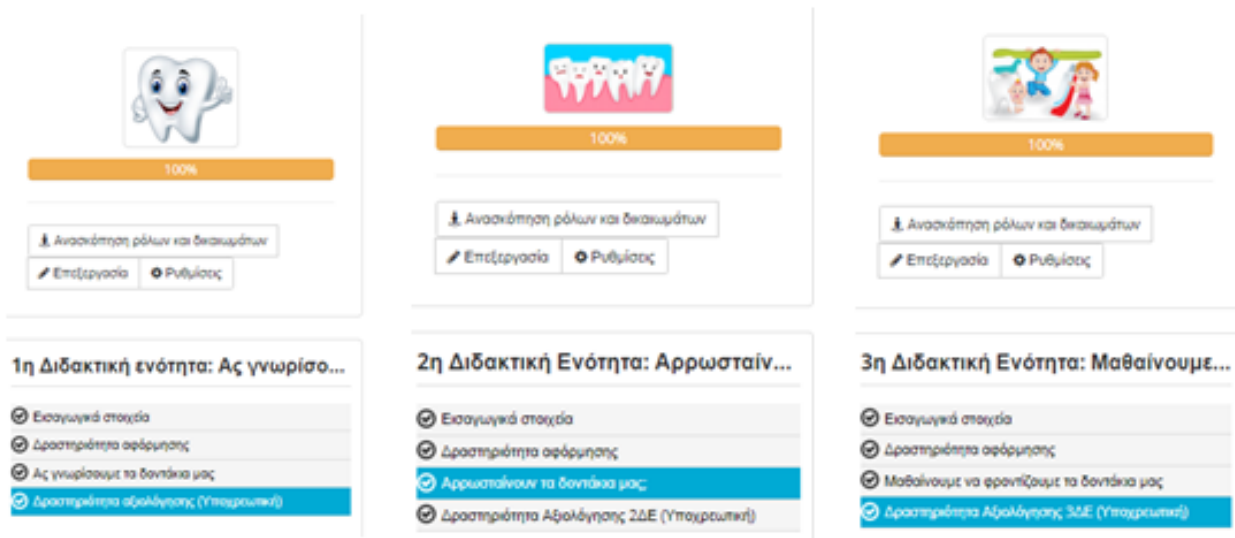 100%
Ανασκόπηση ρόλων και δικαιωμάτων
Επεξεργασία Ρυθμίσεις
1η Διδακτική ενότητα: Ας γνωρίσο...
Εισαγωγικά στοιχεία
Δραστηριότητα αφόρμησης
Ας γνωρίσουμε τα δοντάκια μας
Δραστηριότητα αξιολόγησης (Υποχρεωτική)
100%
Ανασκόπηση ρόλων και δικαιωμάτων
Επεξεργασία Ρυθμίσεις
2η Διδακτική Ενότητα: Αρρωσταίν...
Εισαγωγικά στοιχεία
Δραστηριότητα αφόρμησης
Αρρωσταίνουν τα δοντάκια μας;
Δραστηριότητα Αξιολόγησης 2ΔΕ (Υποχρεωτική)
100%
Ανασκόπηση ρόλων και δικαιωμάτων
Επεξεργασία Ρυθμίσεις
3η Διδακτική Ενότητα: Μαθαίνουμε...
Εισαγωγικά στοιχεία
Δραστηριότητα αφόρμησης
Μαθαίνουμε να φροντίζουμε τα δοντάκια μας
Δραστηριότητα Αξιολόγησης 3ΔΕ (Υποχρεωτική)